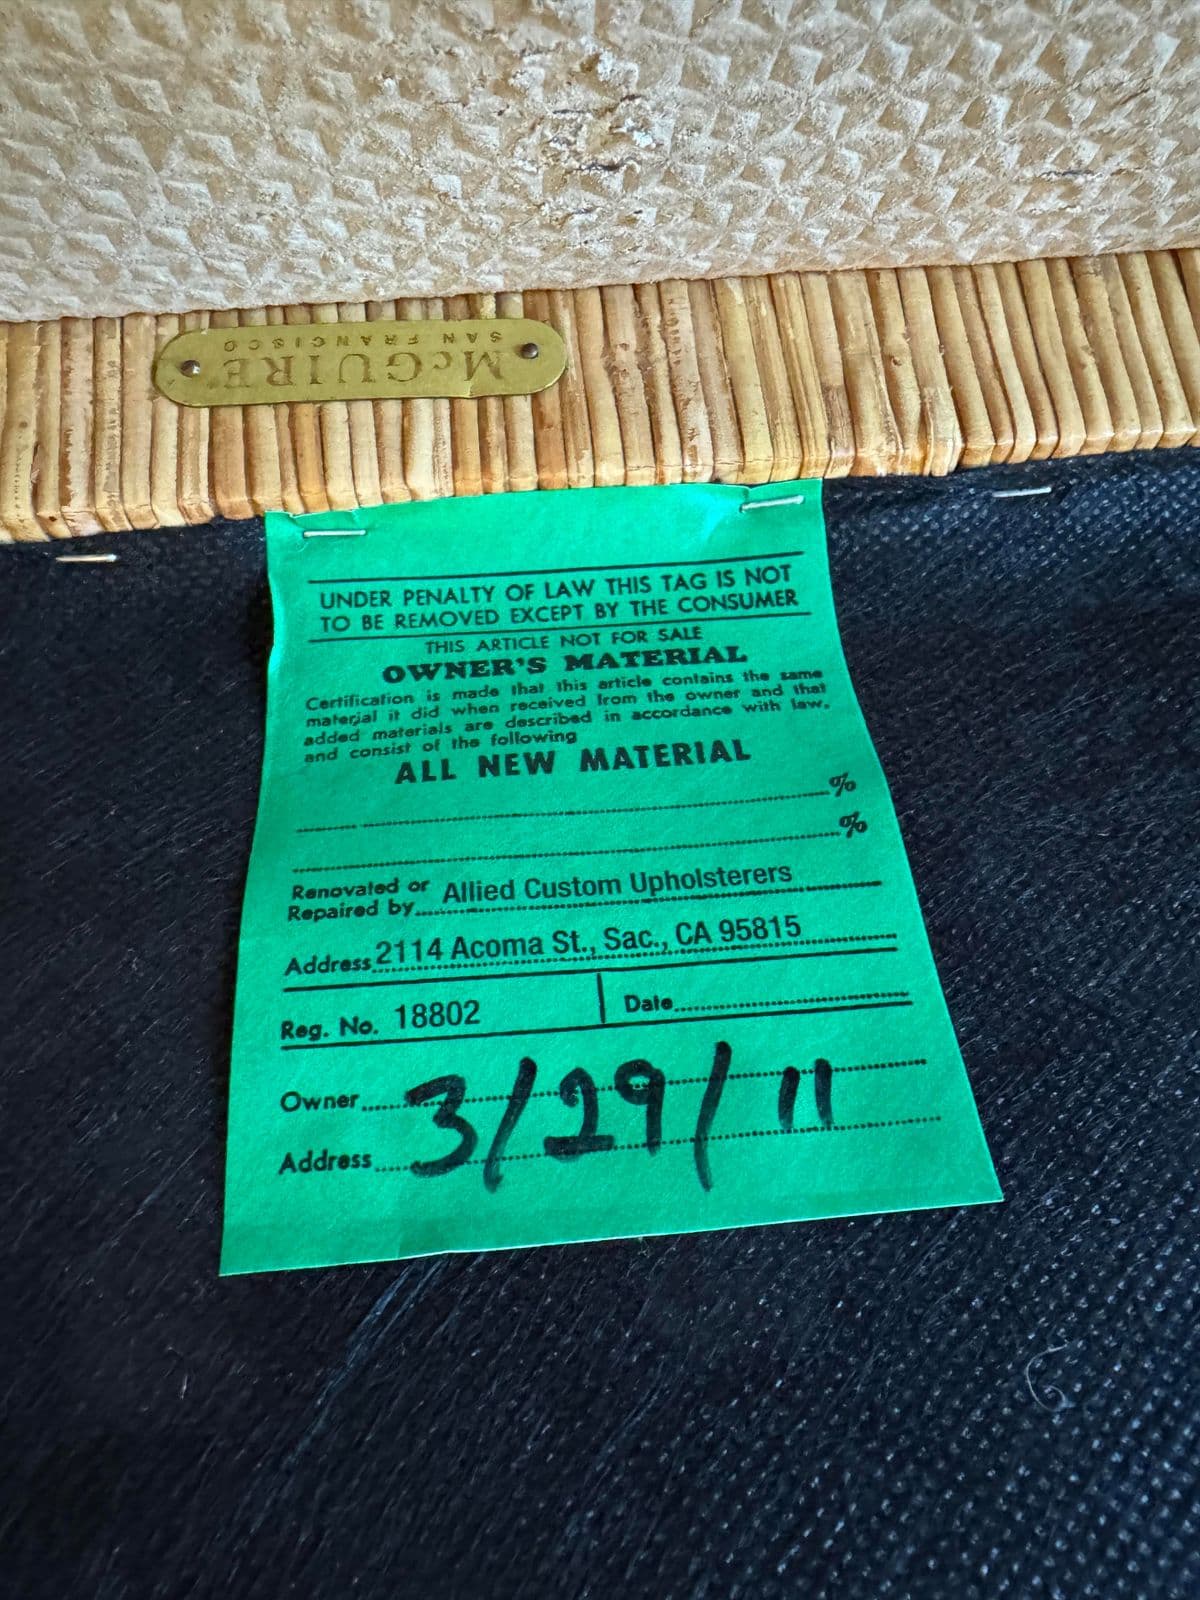 McGUIRE
SAN FRANCISCO
UNDER PENALTY OF LAW THIS TAG IS NOT
TO BE REMOVED EXCEPT BY THE CONSUMER
THIS ARTICLE NOT FOR SALE
OWNER'S MATERIAL
Certification is made that this article contains the same
material it did when received from the owner and that
added materials are described in accordance with law,
and consist of the following
ALL NEW MATERIAL
%
%
Renovated or
Repaired by Allied Custom Upholsterers
Address 2114 Acoma St., Sac., CA 95815
Reg. No. 18802 Date
Owner
3/29/11
Address